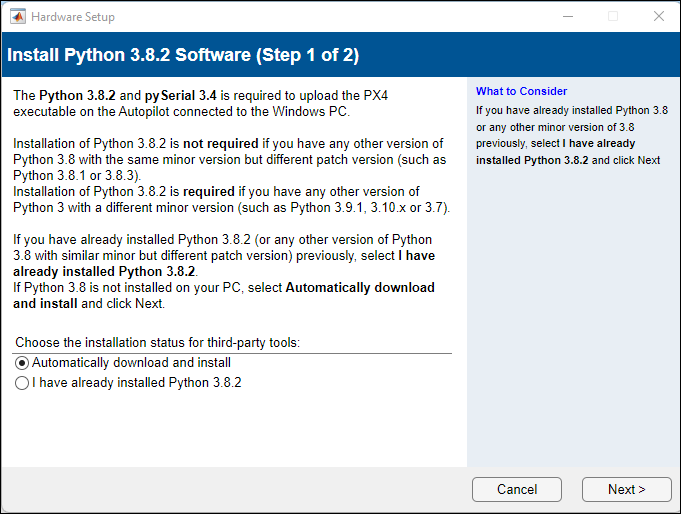 Hardware Setup
Install Python 3.8.2 Software (Step 1 of 2)
The Python 3.8.2 and pySerial 3.4 is required to upload the PX4
executable on the Autopilot connected to the Windows PC.
Installation of Python 3.8.2 is not required if you have any other version of
Python 3.8 with the same minor version but different patch version (such as
Python 3.8.1 or 3.8.3).
Installation of Python 3.8.2 is required if you have any other version of
Python 3 with a different minor version (such as Python 3.9.1, 3.10.x or 3.7).
If you have already installed Python 3.8.2 (or any other version of Python
3.8 with similar minor but different patch version) previously, select I have
already installed Python 3.8.2.
If Python 3.8 is not installed on your PC, select Automatically download
and install and click Next.
Choose the installation status for third-party tools:
Automatically download and install
I have already installed Python 3.8.2
What to Consider
If you have already installed Python 3.8
or any other minor version of 3.8
previously, select I have already
installed Python 3.8.2 and click Next
Cancel
Next >